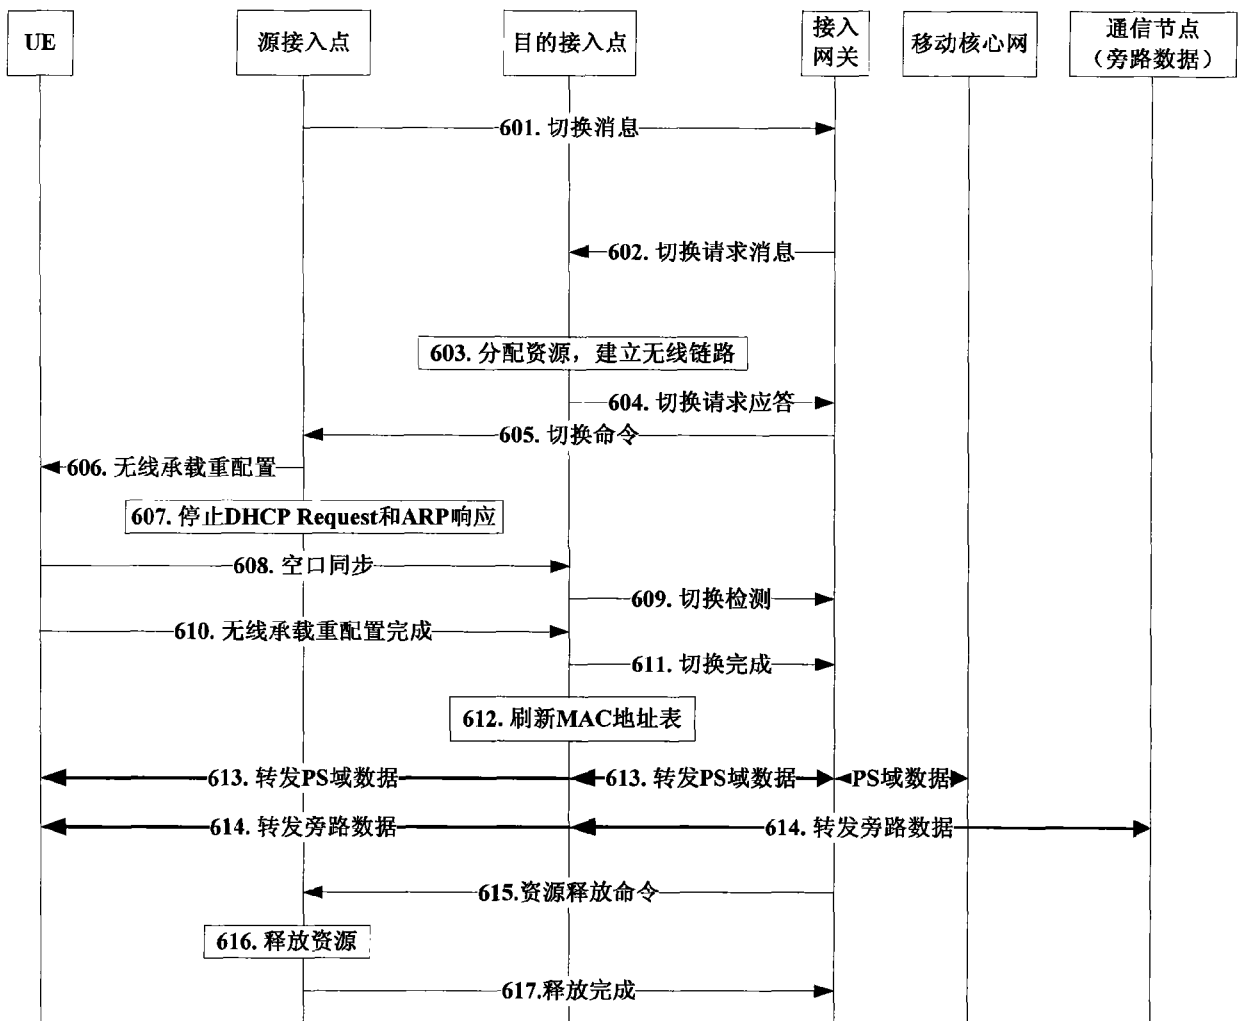 UE
源接入点
目的接入点
接入
网关
移动核心网
通信节点
（旁路数据）
601. 切换消息
602. 切换请求消息
603. 分配资源，建立无线链路
604. 切换请求应答
605. 切换命令
606. 无线承载重配置
607. 停止DHCP Request和ARP响应
608. 空口同步
609. 切换检测
610. 无线承载重配置完成
611. 切换完成
612. 刷新MAC地址表
613. 转发PS域数据
613. 转发PS域数据
PS域数据
614. 转发旁路数据
614. 转发旁路数据
615.资源释放命令
616. 释放资源
617.释放完成